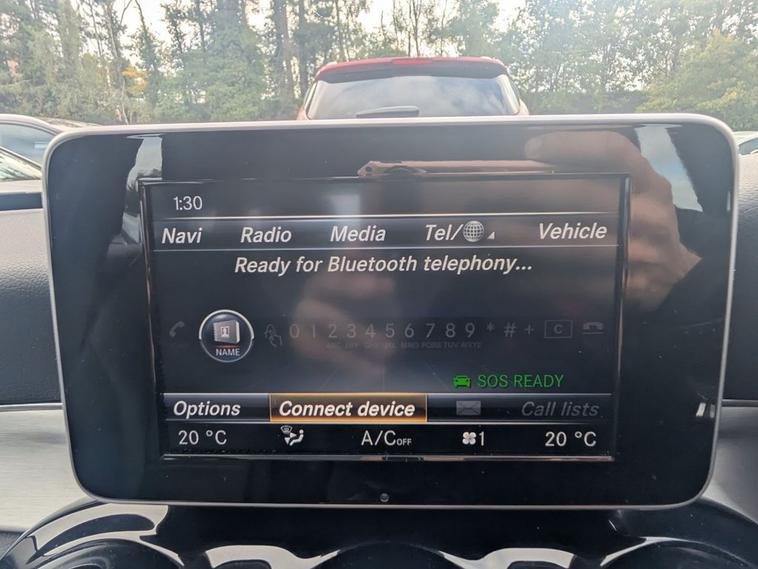 1:30
Navi Radio Media Tel/ Vehicle
Ready for Bluetooth telephony...
0 1 2 3 4 5 6 7 8 9 * # + C
NAME
SOS READY
Options Connect device Call lists
20 °C A/C OFF 1 20 °C